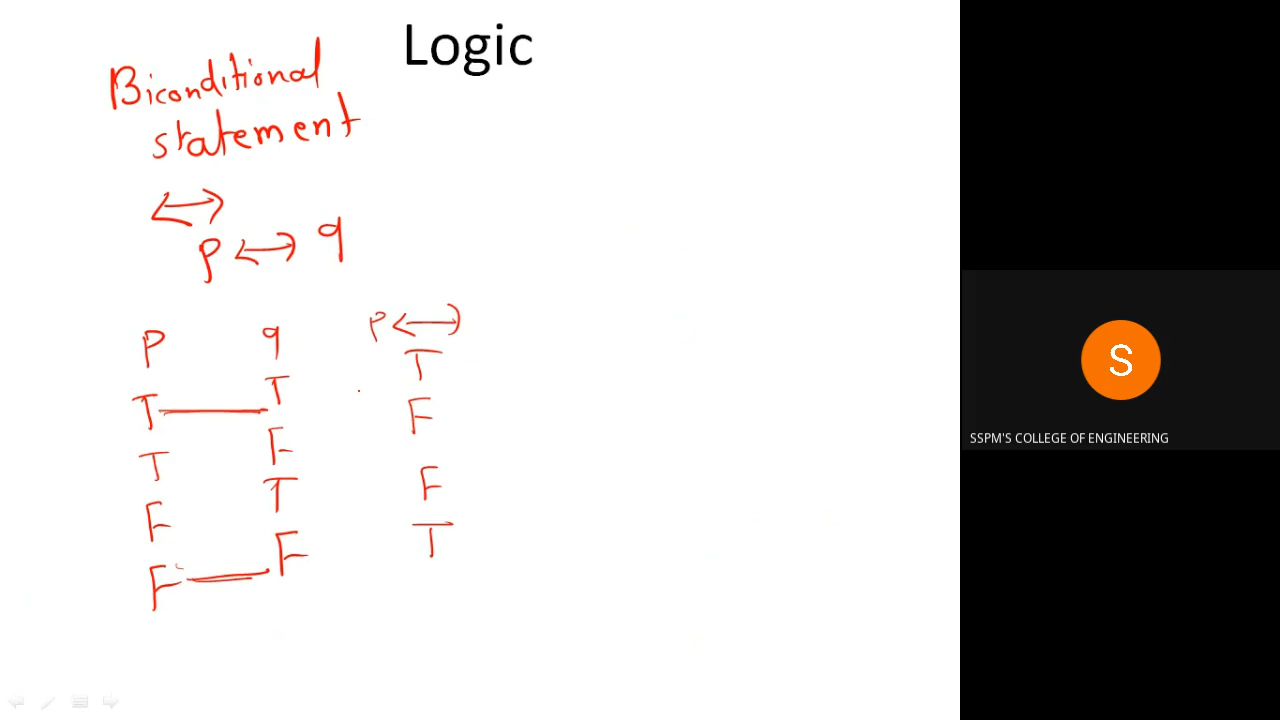 Logic
Biconditional
statement
↔
p ↔ q
p q p ↔
T T T
T F F
F T F
F F T
S
SSPM'S COLLEGE OF ENGINEERING